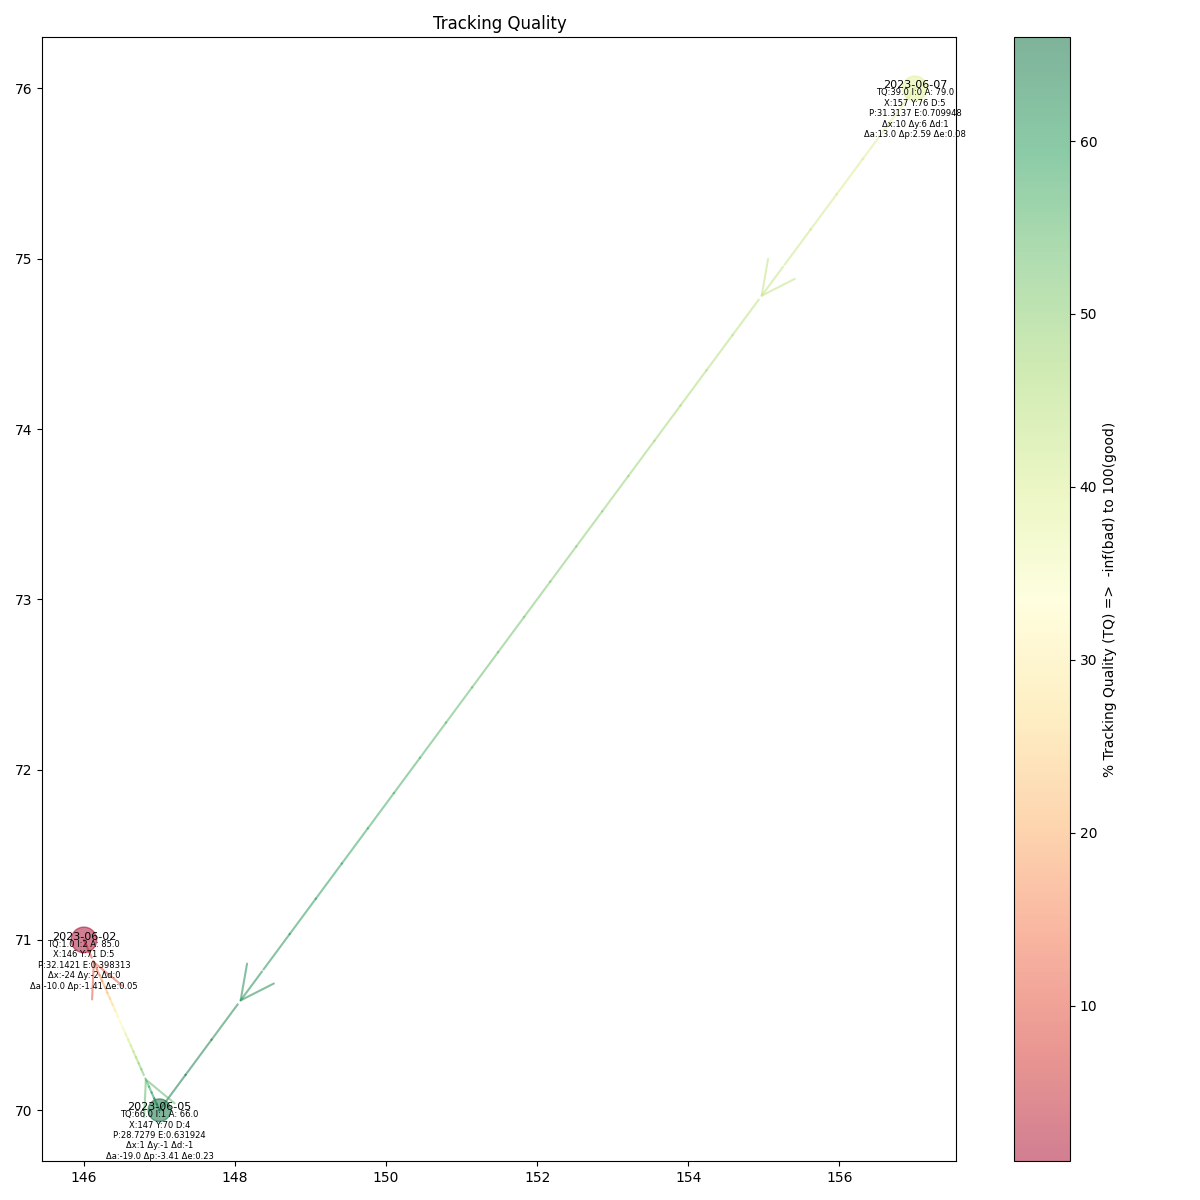 Tracking Quality
2023-06-07
TQ:39.0 I:0 A: 79.0
X:157 Y:76 D:5
P:31.3137 E:0.709948
Δx:10 Δy:6 Δd:1
Δa:13.0 Δp:2.59 Δe:0.08
2023-06-02
TQ:1.0 I:2 A: 85.0
X:146 Y:71 D:5
P:32.1421 E:0.398313
Δx:-24 Δy:-2 Δd:0
Δa:-10.0 Δp:-1.41 Δe:0.05
2023-06-05
TQ:66.0 I:1 A: 66.0
X:147 Y:70 D:4
P:28.7279 E:0.631924
Δx:1 Δy:-1 Δd:-1
Δa:-19.0 Δp:-3.41 Δe:0.23
76
75
74
73
72
71
70
146 148 150 152 154 156
60
50
40
30
20
10
% Tracking Quality (TQ) => -inf(bad) to 100(good)